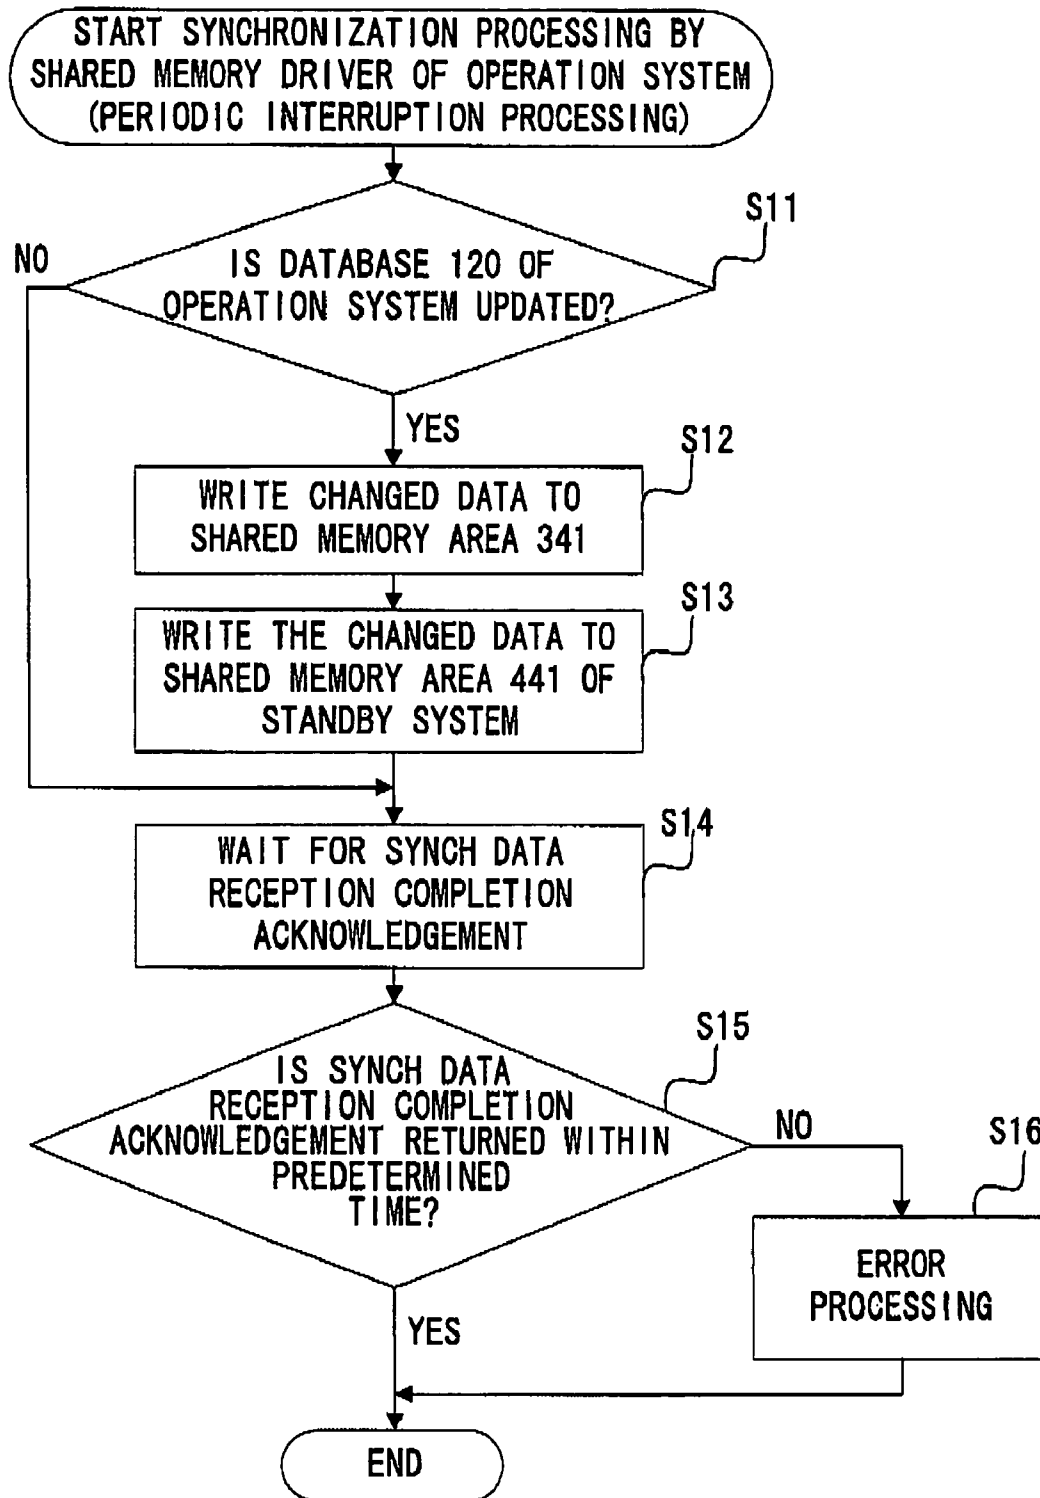 START SYNCHRONIZATION PROCESSING BY
SHARED MEMORY DRIVER OF OPERATION SYSTEM
(PERIODIC INTERRUPTION PROCESSING)
S11
NO
IS DATABASE 120 OF
OPERATION SYSTEM UPDATED?
YES
S12
WRITE CHANGED DATA TO
SHARED MEMORY AREA 341
S13
WRITE THE CHANGED DATA TO
SHARED MEMORY AREA 441 OF
STANDBY SYSTEM
S14
WAIT FOR SYNCH DATA
RECEPTION COMPLETION
ACKNOWLEDGEMENT
S15
IS SYNCH DATA
RECEPTION COMPLETION
ACKNOWLEDGEMENT RETURNED WITHIN
PREDETERMINED
TIME?
NO
S16
ERROR
PROCESSING
YES
END